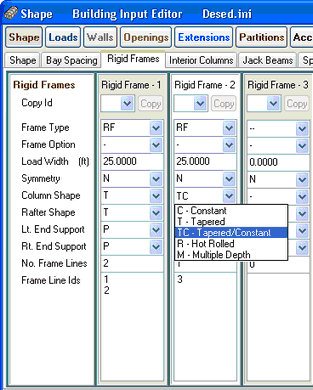 Shape Building Input Editor Desed.ini
Shape Loads Walls Openings Extensions Partitions Acc
Shape Bay Spacing Rigid Frames Interior Columns Jack Beams Sp
Rigid Frames Rigid Frame - 1 Rigid Frame - 2 Rigid Frame - 3
Copy Id Copy Copy Copy
Frame Type RF RF --
Frame Option - - -
Load Width (ft) 25.0000 25.0000 0.0000
Symmetry N N N
Column Shape T TC -
Rafter Shape T
C - Constant
T - Tapered
TC - Tapered/Constant
R - Hot Rolled
M - Multiple Depth
Lt. End Support P
Rt. End Support P
No. Frame Lines 2 1 0
Frame Line Ids 1 3
2